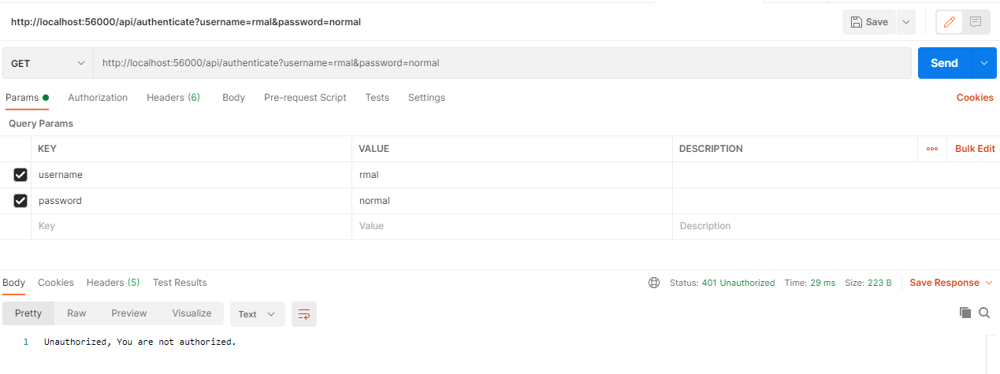 http://localhost:56000/api/authenticate?username=rmal&password=normal Save
GET http://localhost:56000/api/authenticate?username=rmal&password=normal Send
Params Authorization Headers (6) Body Pre-request Script Tests Settings Cookies
Query Params
KEY VALUE DESCRIPTION Bulk Edit
username rmal
password normal
Key Value Description
Body Cookies Headers (5) Test Results Status: 401 Unauthorized Time: 29 ms Size: 223 B Save Response
Pretty Raw Preview Visualize Text
1 Unauthorized, You are not authorized.